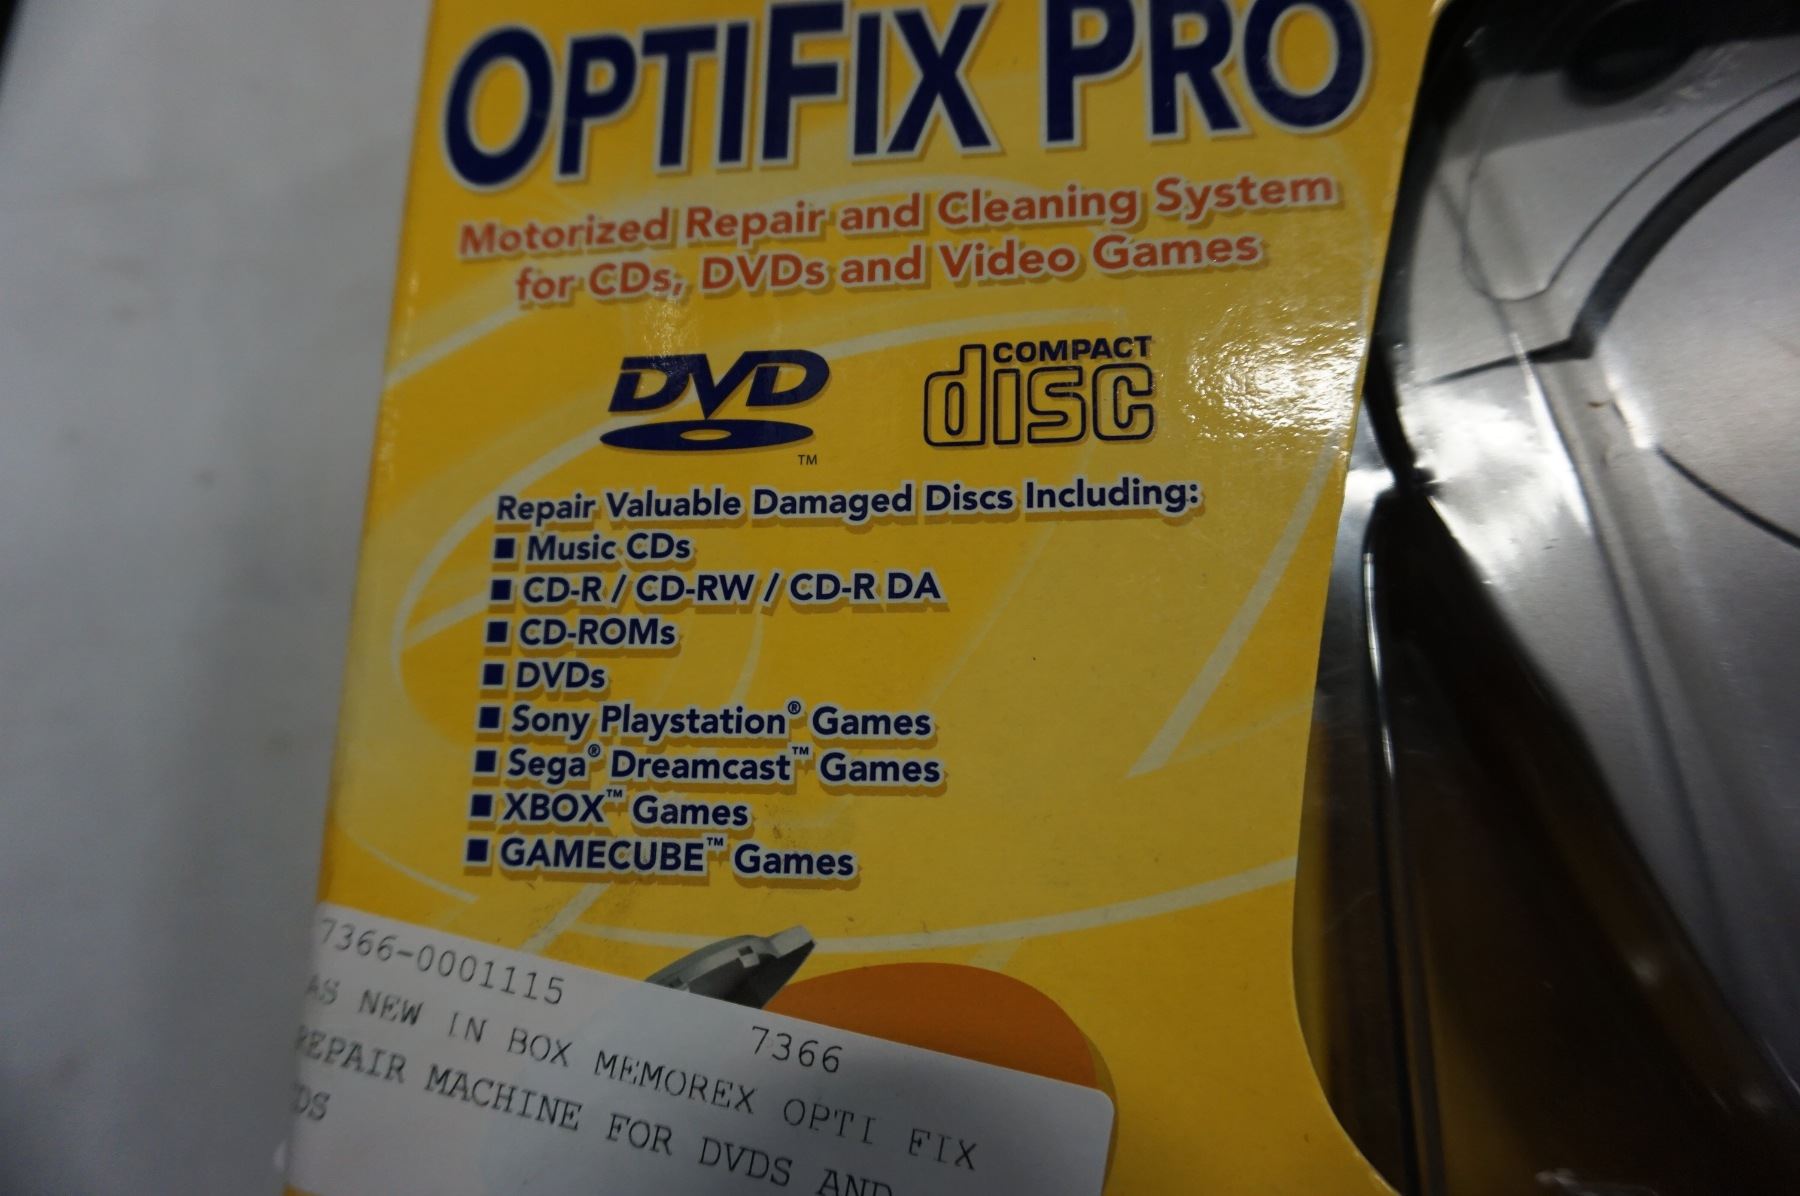 OPTIFIX PRO
Motorized Repair and Cleaning System
for CDs, DVDs and Video Games
DVD
TM
COMPACT
disc
Repair Valuable Damaged Discs Including:
■ Music CDs
■ CD-R / CD-RW / CD-R DA
■ CD-ROMs
■ DVDs
■ Sony Playstation® Games
■ Sega® Dreamcast™ Games
■ XBOX™ Games
■ GAMECUBE™ Games
7366-0001115
7366
AS NEW IN BOX MEMOREX OPTI FIX
REPAIR MACHINE FOR DVDS AND
CDS